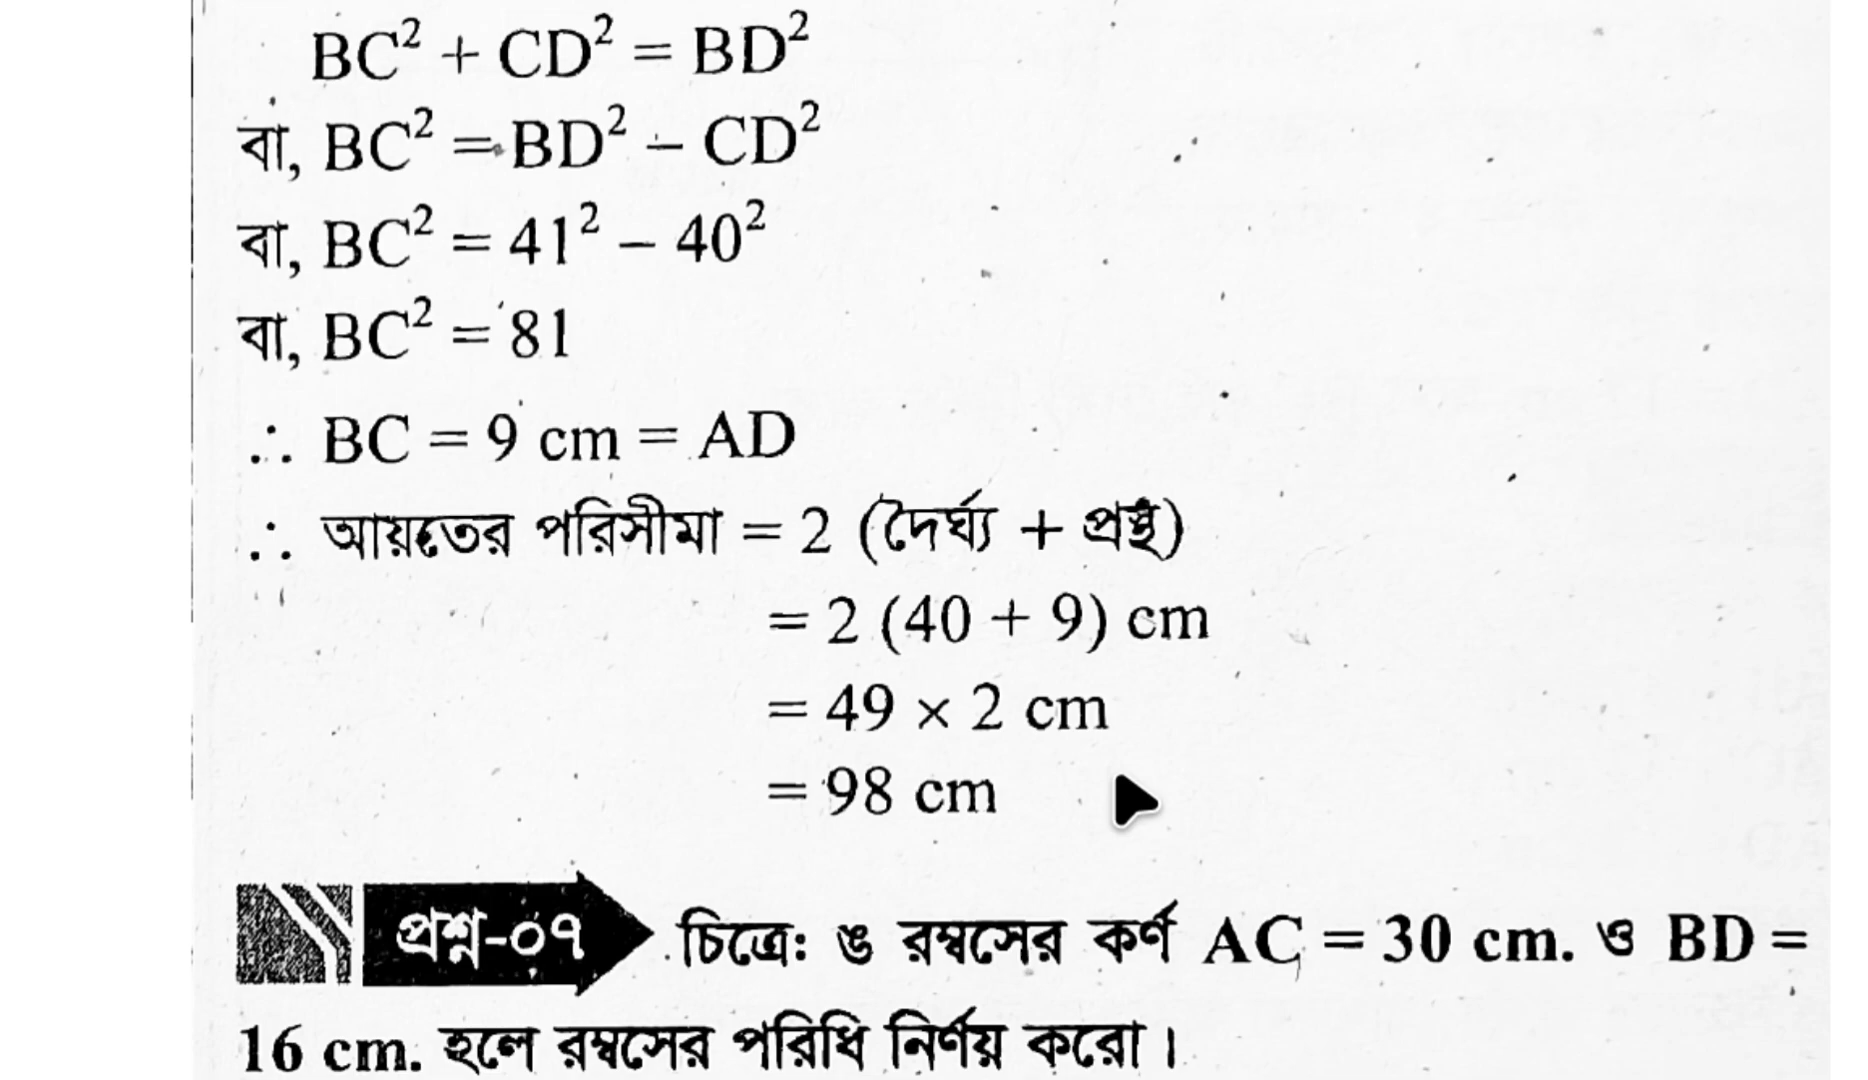 BC² + CD² = BD²
বা, BC² = BD² – CD²
বা, BC² = 41² – 40²
বা, BC² = 81
∴ BC = 9 cm = AD
∴ আয়তের পরিসীমা = 2 (দৈর্ঘ্য + প্রস্থ)
= 2 (40 + 9) cm
= 49 × 2 cm
= 98 cm
প্রশ্ন-০৭ চিত্রে: ঙ রম্বসের কর্ণ AC = 30 cm. ও BD =
16 cm. হলে রম্বসের পরিধি নির্ণয় করো।